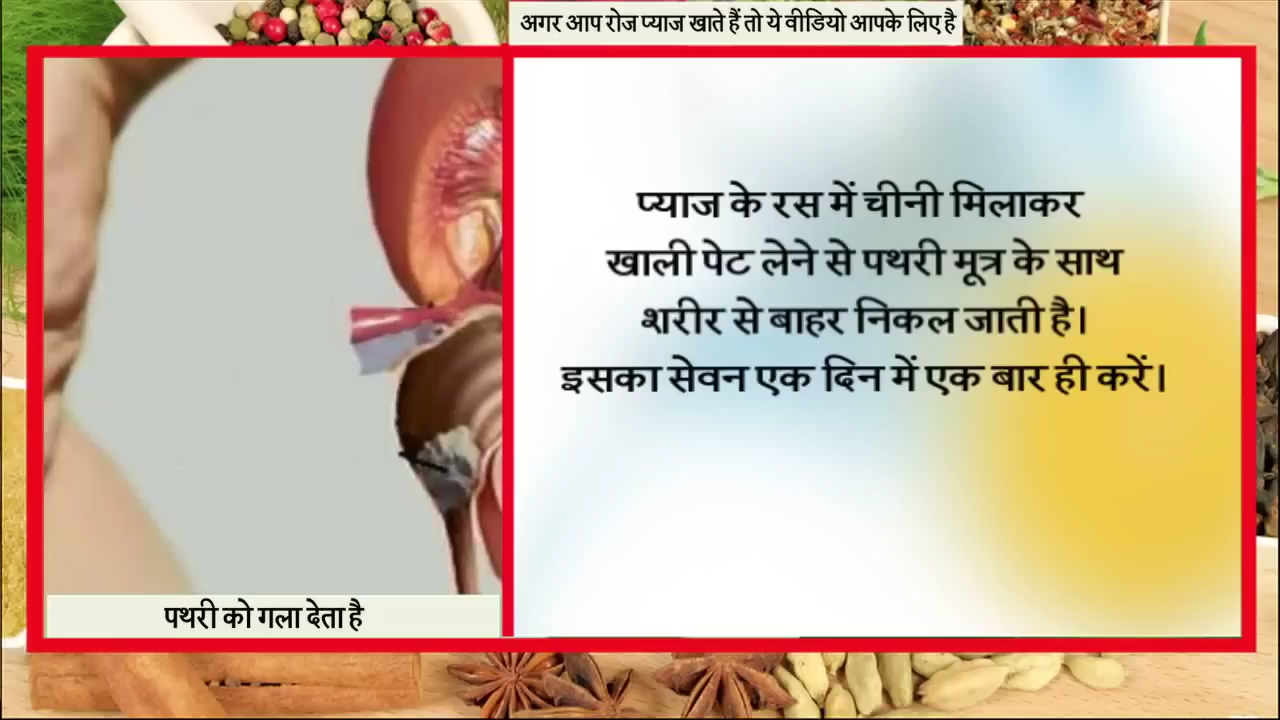 अगर आप रोज प्याज खाते हैं तो ये वीडियो आपके लिए है
प्याज के रस में चीनी मिलाकर
खाली पेट लेने से पथरी मूत्र के साथ
शरीर से बाहर निकल जाती है।
इसका सेवन एक दिन में एक बार ही करें।
पथरी को गला देता है